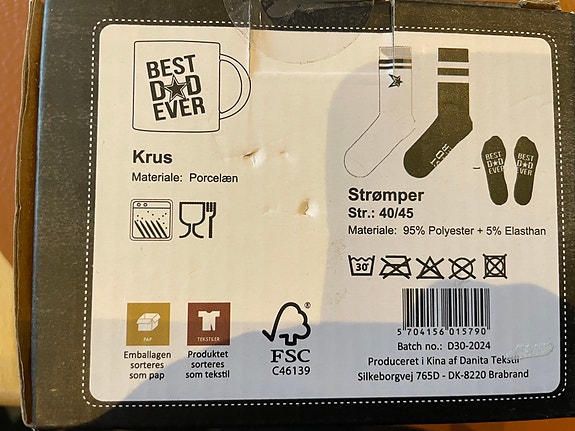 BEST
D★D
EVER
Krus
Materiale: Porcelæn
Strømper
Str.: 40/45
Materiale: 95% Polyester + 5% Elasthan
BEST
D★D
EVER
BEST
D★D
EVER
30
PAP
Emballagen
sorteres
som pap
TEKSTILER
Produktet
sorteres
som tekstil
®
FSC
C46139
5 704156 015790
Batch no.: D30-2024
Produceret i Kina af Danita Tekstil
Silkeborgvej 765D - DK-8220 Brabrand